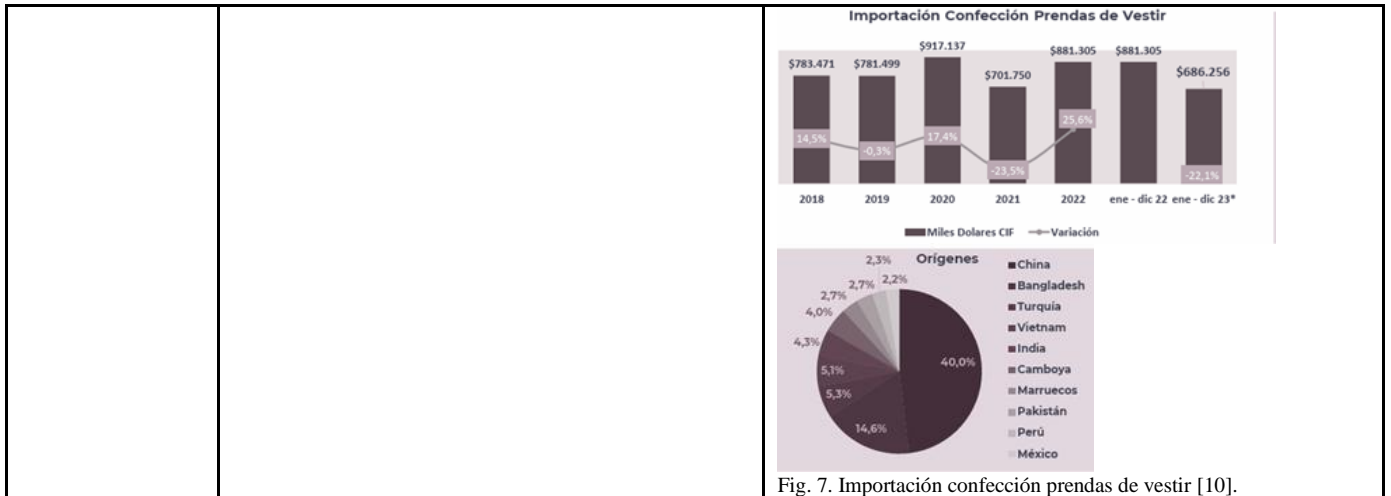 Importación Confección Prendas de Vestir
$783.471 $781.499 $917.137 $701.750 $881.305 $881.305 $686.256
14,5% -0,3% 17,4% -23,5% 25,6% -22,1%
2018 2019 2020 2021 2022 ene - dic 22 ene - dic 23*
Miles Dolares CIF Variación
Orígenes
2,3%
2,2%
2,7%
2,7%
4,0%
4,3%
5,1%
5,3%
14,6%
40,0%
China
Bangladesh
Turquía
Vietnam
India
Camboya
Marruecos
Pakistán
Perú
México
Fig. 7. Importación confección prendas de vestir [10].